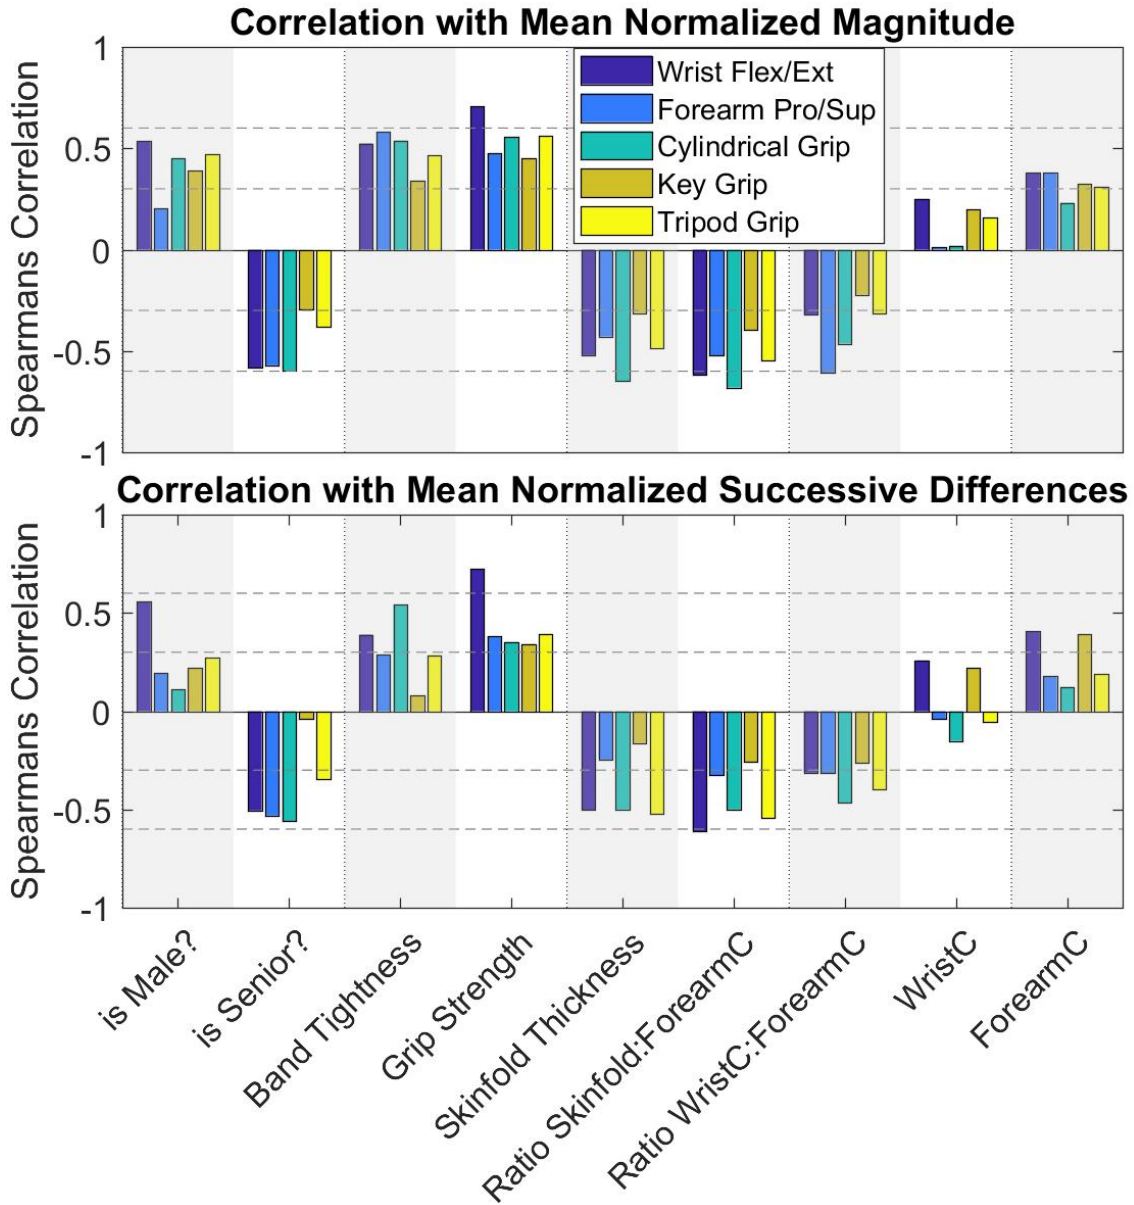 Correlation with Mean Normalized Magnitude
Spearmans Correlation
1
0.5
0
-0.5
-1
Wrist Flex/Ext
Forearm Pro/Sup
Cylindrical Grip
Key Grip
Tripod Grip
Correlation with Mean Normalized Successive Differences
Spearmans Correlation
1
0.5
0
-0.5
-1
is Male?
is Senior?
Band Tightness
Grip Strength
Skinfold Thickness
Ratio Skinfold:ForearmC
Ratio WristC:ForearmC
WristC
ForearmC